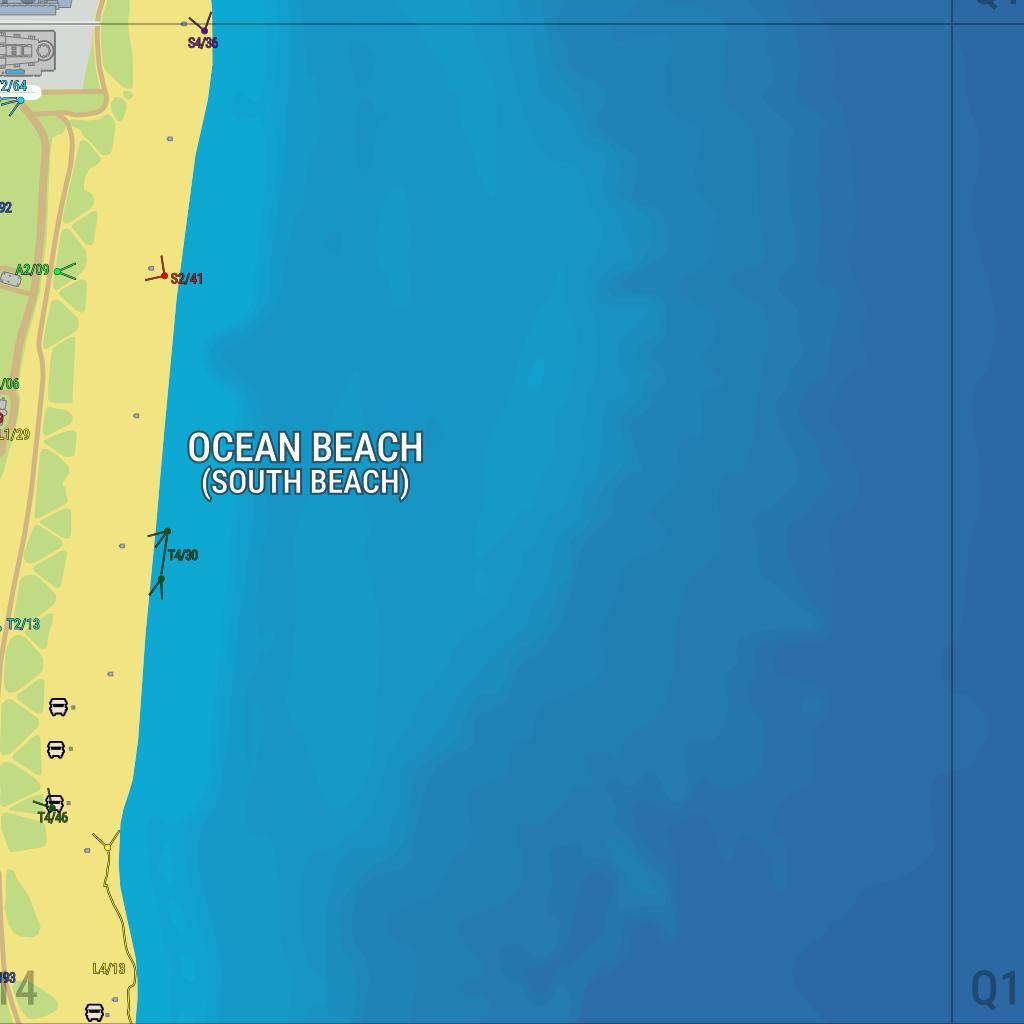 S4/36
2/64
92
A2/09
S2/41
/06
L1/29
OCEAN BEACH
(SOUTH BEACH)
T4/30
T2/13
T4/46
L4/13
93
14
Q1